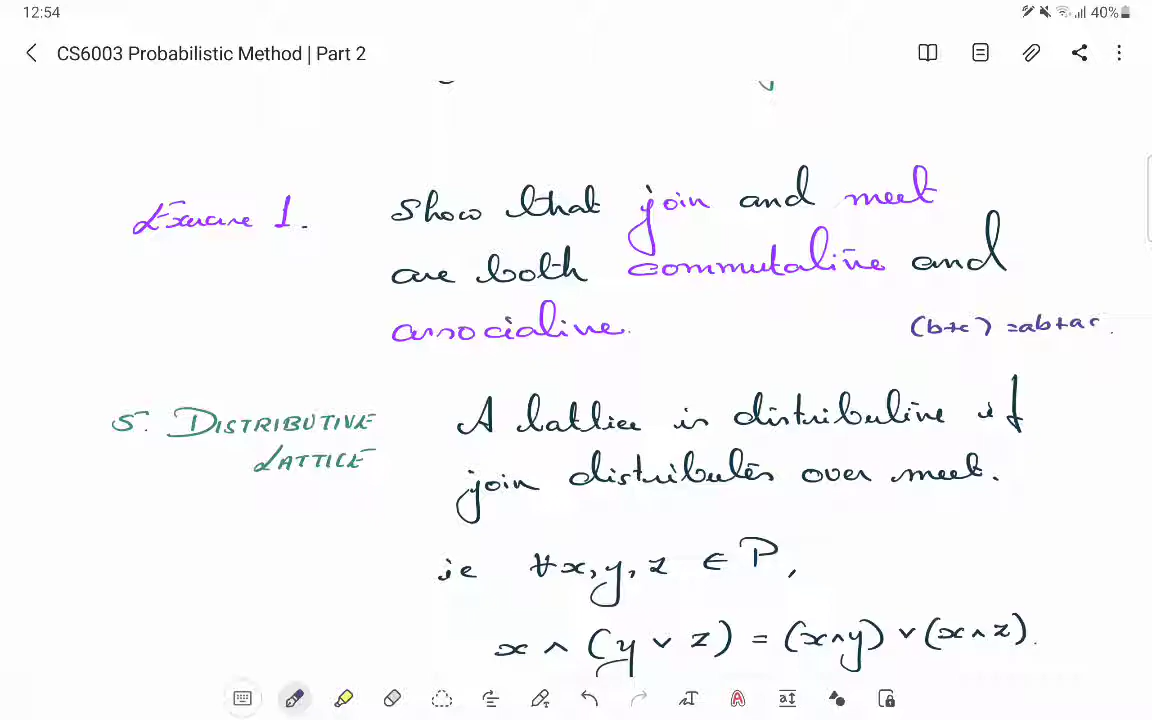 12:54
40%
CS6003 Probabilistic Method | Part 2
Exercise 1. Show that join and meet
are both commutative and
associative.
(b+c) = ab+ac.
5. DISTRIBUTIVE LATTICE
A lattice is distributive if
join distributes over meet.
ie ∀x, y, z ∈ P,
x ∧ (y ∨ z) = (x∧y) ∨ (x∧z).